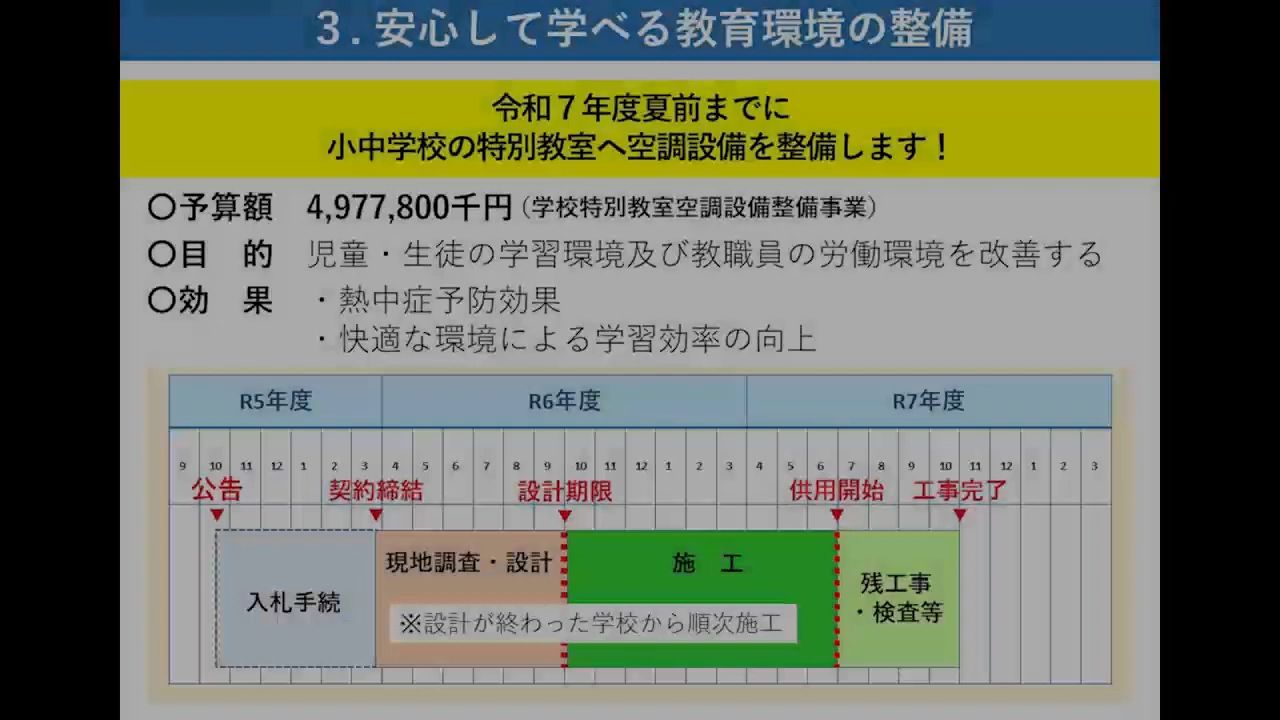 ３.安心して学べる教育環境の整備
令和７年度夏前までに
小中学校の特別教室へ空調設備を整備します！
〇予算額　4,977,800千円（学校特別教室空調設備整備事業）
〇目　的　児童・生徒の学習環境及び教職員の労働環境を改善する
〇効　果　・熱中症予防効果
・快適な環境による学習効率の向上
R5年度 R6年度 R7年度
9 10 11 12 1 2 3 4 5 6 7 8 9 10 11 12 1 2 3 4 5 6 7 8 9 10 11 12 1 2 3
公告 契約締結 設計期限 供用開始 工事完了
▼ ▼ ▼ ▼ ▼
現地調査・設計 施　工
入札手続
残工事
・検査等
※設計が終わった学校から順次施工